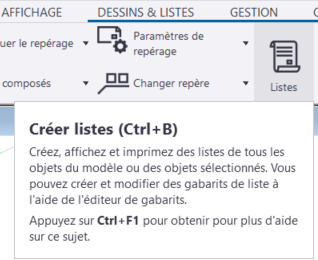 AFFICHAGE DESSINS & LISTES GESTION
uer le repérage Paramètres de repérage
composés Changer repère Listes
Créer listes (Ctrl+B)
Créez, affichez et imprimez des listes de tous les
objets du modèle ou des objets sélectionnés. Vous
pouvez créer et modifier des gabarits de liste à
l'aide de l'éditeur de gabarits.
Appuyez sur Ctrl+F1 pour obtenir pour plus d'aide
sur ce sujet.